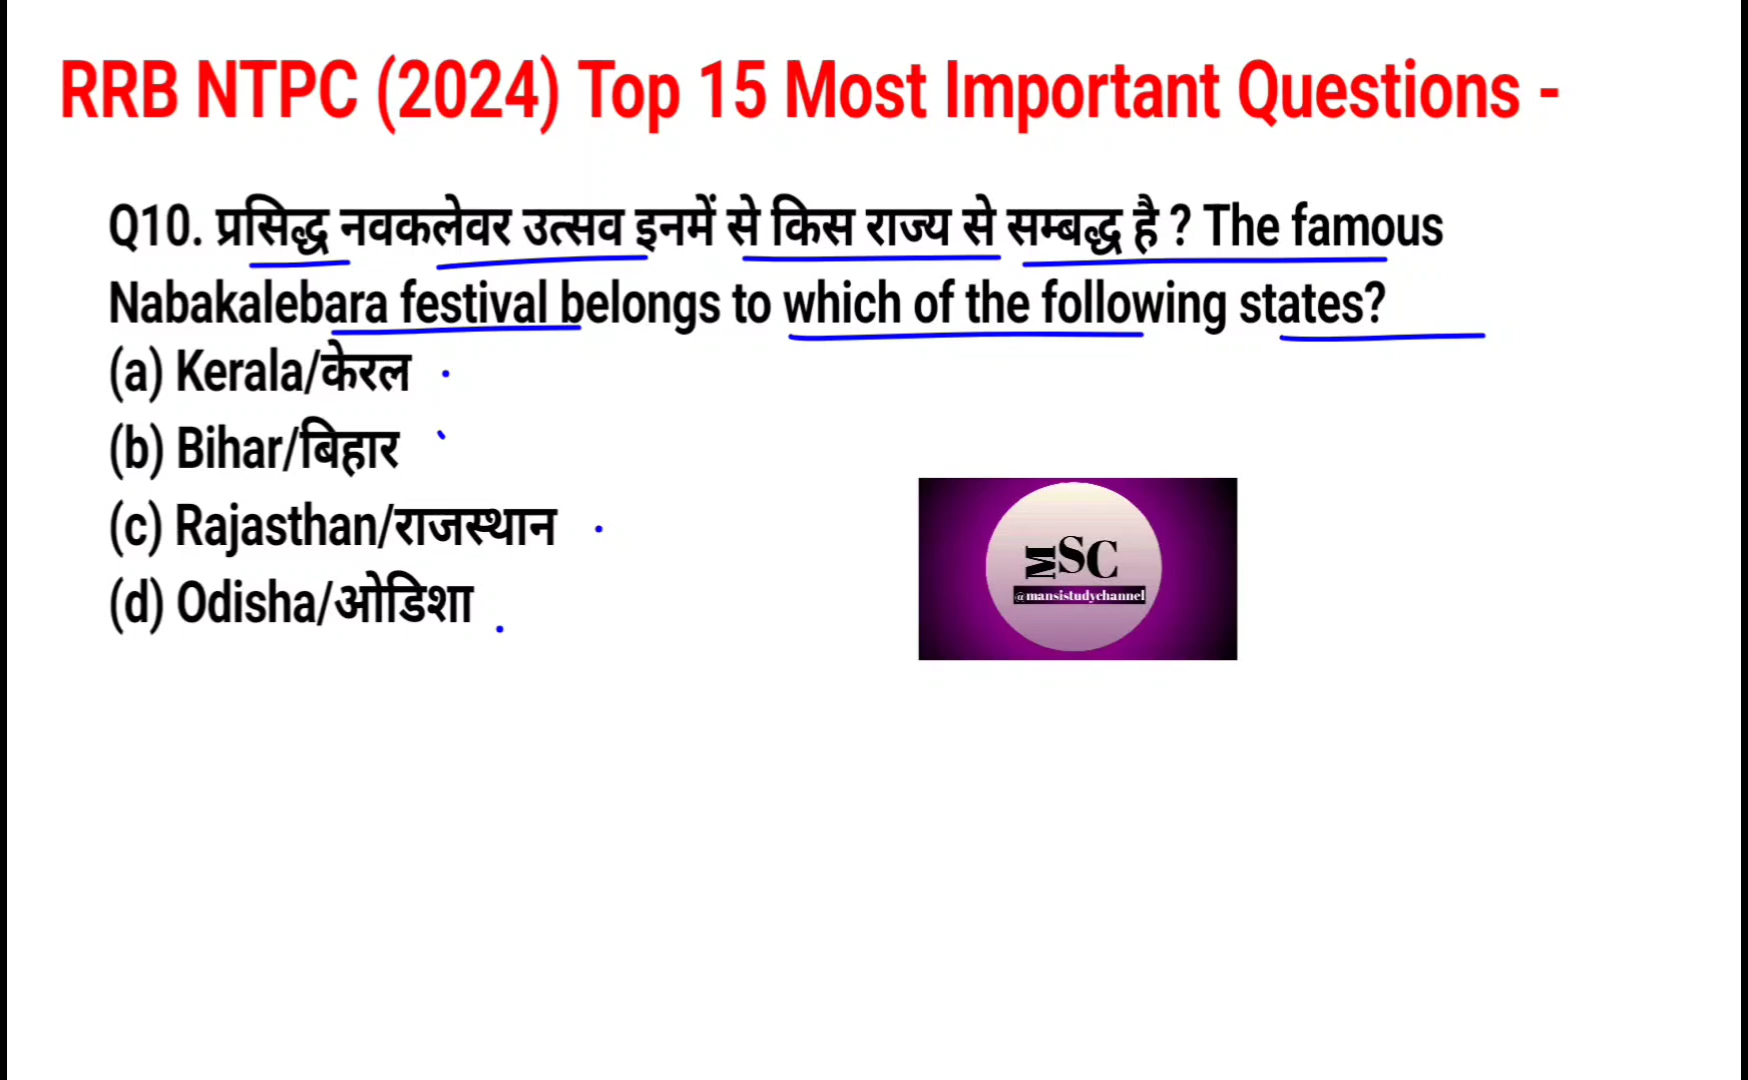 RRB NTPC (2024) Top 15 Most Important Questions -
Q10. प्रसिद्ध नवकलेवर उत्सव इनमें से किस राज्य से सम्बद्ध है ? The famous
Nabakalebara festival belongs to which of the following states?
(a) Kerala/केरल
(b) Bihar/बिहार
(c) Rajasthan/राजस्थान
(d) Odisha/ओडिशा
MSC
@mansistudychannel